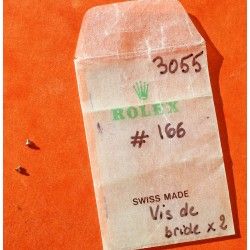 3055
ROLEX
# 166
SWISS MADE
Vis de
bride x 2